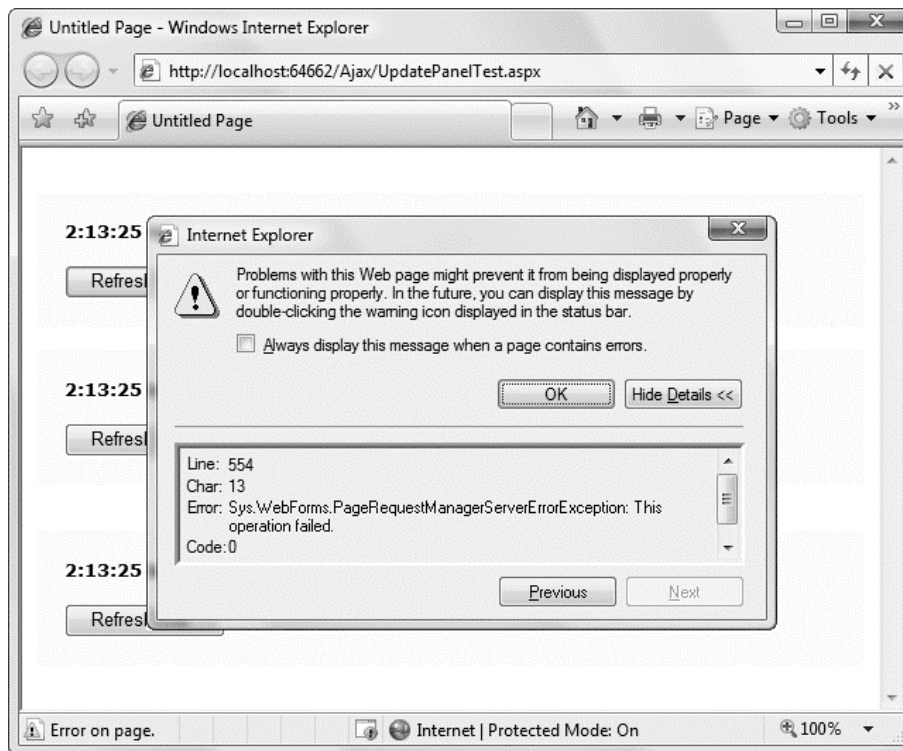 Untitled Page - Windows Internet Explorer
http://localhost:64662/Ajax/UpdatePanelTest.aspx
Untitled Page
Page
Tools
2:13:25
Internet Explorer
Problems with this Web page might prevent it from being displayed properly
or functioning properly. In the future, you can display this message by
double-clicking the warning icon displayed in the status bar.
Always display this message when a page contains errors.
OK
Hide Details <<
2:13:25
Line: 554
Char: 13
Error: Sys.WebForms.PageRequestManagerServerErrorException: This
operation failed.
Code:0
2:13:25
Previous
Next
Error on page.
Internet | Protected Mode: On
100%